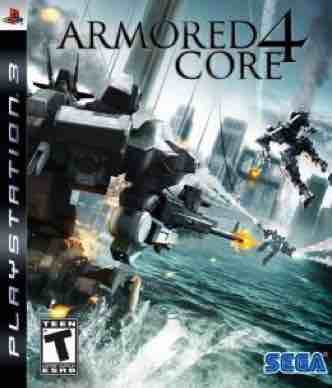 PLAYSTATION 3
ARMORED
CORE 4
TEEN
T
ESRB
SEGA